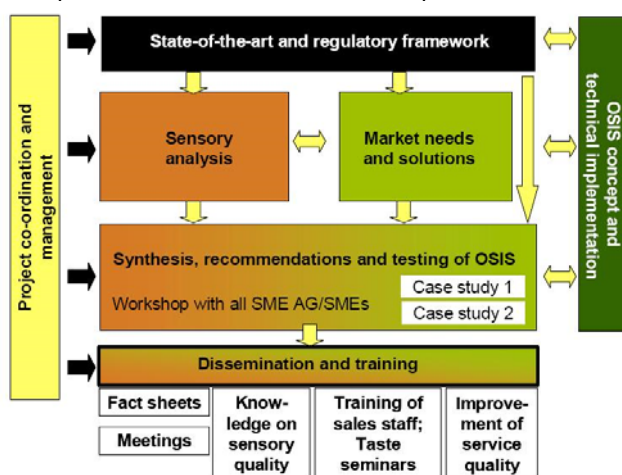 State-of-the-art and regulatory framework
Project co-ordination and
management
Sensory
analysis
Market needs
and solutions
OSIS concept and
technical implementation
Synthesis, recommendations and testing of OSIS
Workshop with all SME AG/SMEs
Case study 1
Case study 2
Dissemination and training
Fact sheets
Meetings
Know-
ledge on
sensory
quality
Training of
sales staff;
Taste
seminars
Improve-
ment of
service
quality